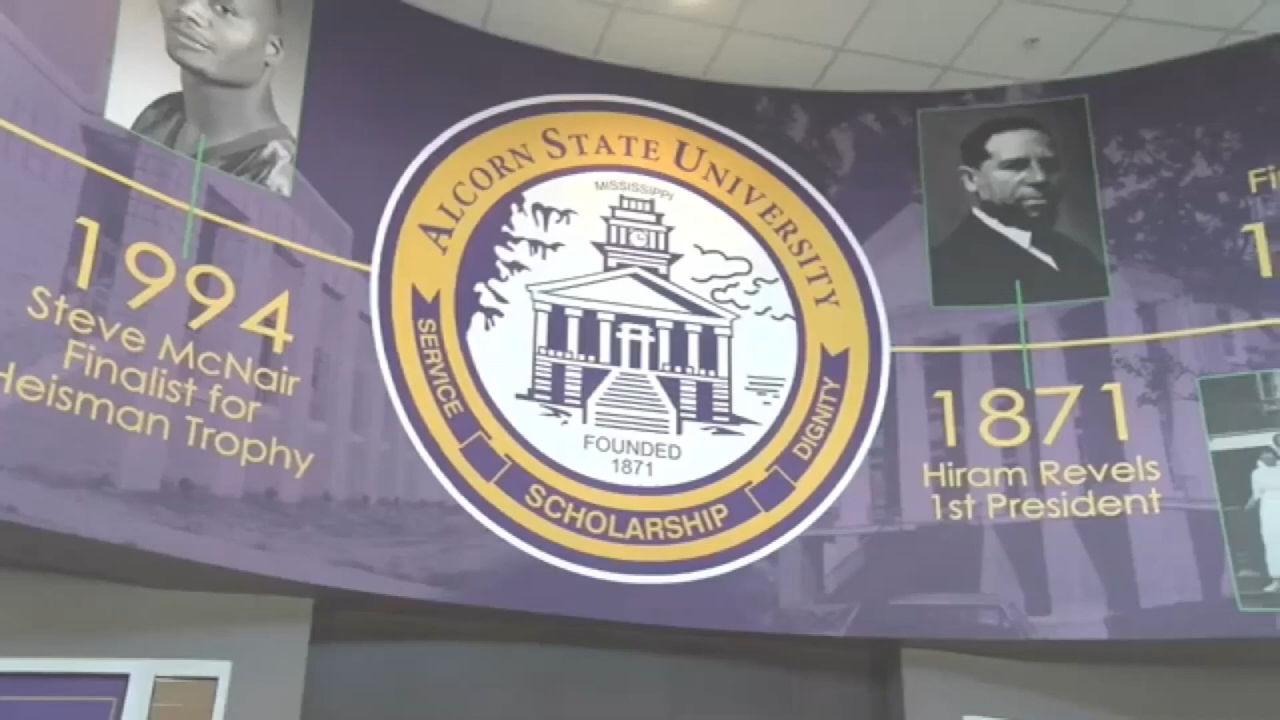 1994
Steve McNair
Finalist for
Heisman Trophy
ALCORN STATE UNIVERSITY
MISSISSIPPI
FOUNDED
1871
SERVICE
SCHOLARSHIP
DIGNITY
1871
Hiram Revels
1st President